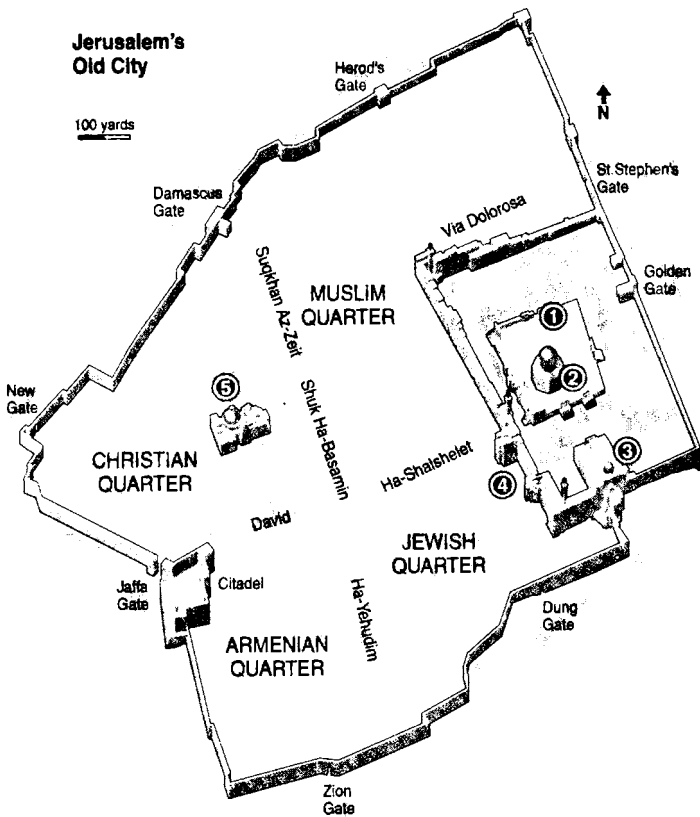 Jerusalem's
Old City
100 yards
Herod's
Gate
N
St. Stephen's
Gate
Damascus
Gate
Via Dolorosa
Golden
Gate
Suqkhan Az-Zeit
MUSLIM
QUARTER
①
②
New
Gate
⑤
Shuk Ha-Basamin
CHRISTIAN
QUARTER
Ha-Shalshelet
③
④
David
JEWISH
QUARTER
Jaffa
Gate
Citadel
Ha-Yehudim
Dung
Gate
ARMENIAN
QUARTER
Zion
Gate